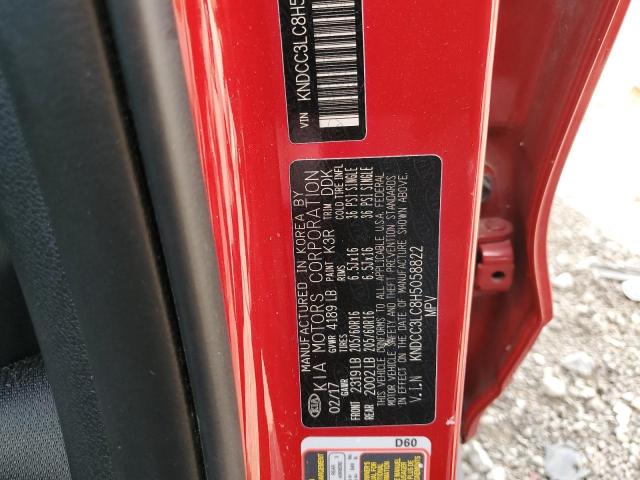 VIN KNDCC3LC8H5
MANUFACTURED IN KOREA BY
KIA KIA MOTORS CORPORATION
02/17 GVWR 4189 LB PAINT K3R TRIM DDK
GAWR TIRES RIMS COLD TIRE INFL
FRONT 2319 LB 205/60R16 6.5Jx16 36 PSI SINGLE
REAR 2002 LB 205/60R16 6.5Jx16 36 PSI SINGLE
THIS VEHICLE CONFORMS TO ALL APPLICABLE U.S.A. FEDERAL
MOTOR VEHICLE SAFETY AND THEFT PREVENTION STANDARDS
IN EFFECT ON THE DATE OF MANUFACTURE SHOWN ABOVE.
V.I.N KNDCC3LC8H5058822
MPV
D60